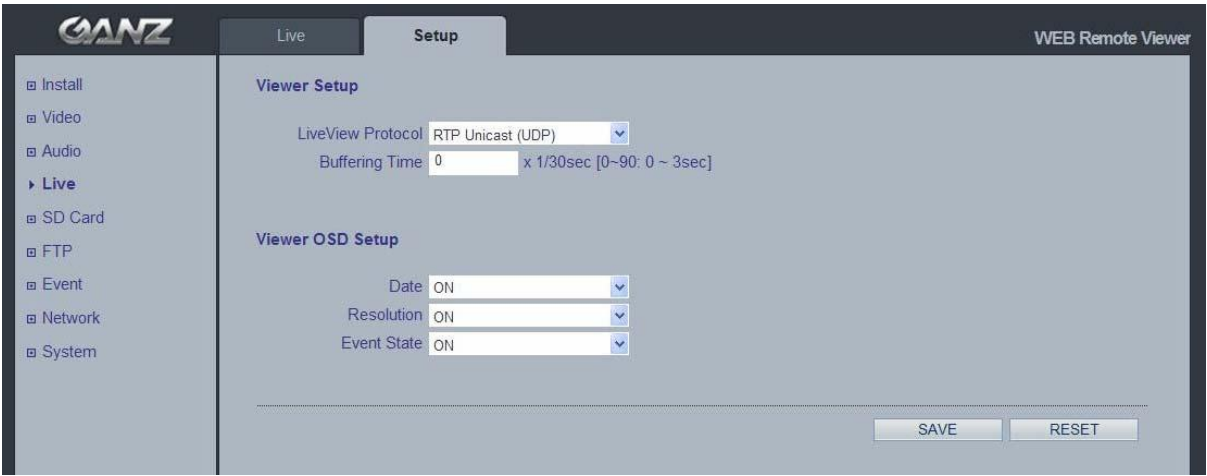 GANZ
Live
Setup
WEB Remote Viewer
Install
Video
Audio
Live
SD Card
FTP
Event
Network
System
Viewer Setup
LiveView Protocol RTP Unicast (UDP)
Buffering Time 0 x 1/30sec [0~90: 0 ~ 3sec]
Viewer OSD Setup
Date ON
Resolution ON
Event State ON
SAVE
RESET